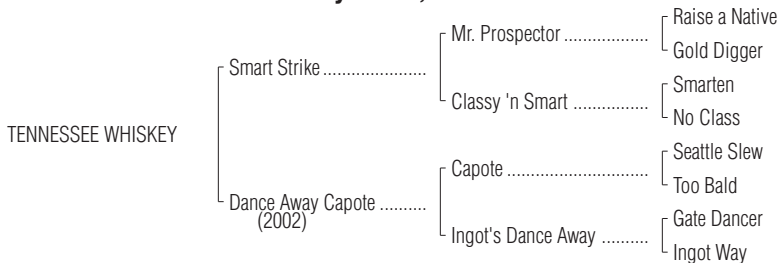 Raise a Native
Mr. Prospector ..................
Gold Digger
Smart Strike ......................
Smarten
Classy 'n Smart ................
No Class
TENNESSEE WHISKEY
Seattle Slew
Capote ..............................
Too Bald
Dance Away Capote ..........
(2002)
Gate Dancer
Ingot's Dance Away ..........
Ingot Way